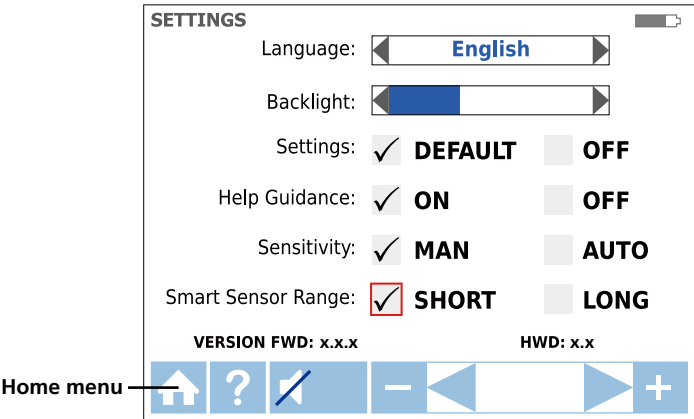 SETTINGS
Language: English
Backlight:
Settings: DEFAULT OFF
Help Guidance: ON OFF
Sensitivity: MAN AUTO
Smart Sensor Range: SHORT LONG
VERSION FWD: x.x.x HWD: x.x
Home menu ? − +